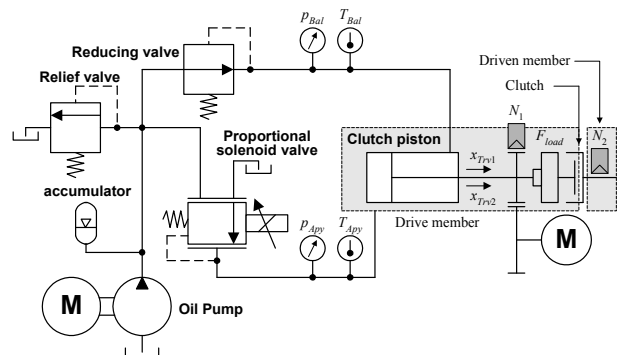 p_Bal
T_Bal
Reducing valve
Relief valve
Driven member
Clutch
N_1
Proportional
solenoid valve
Clutch piston
F_load
N_2
x_Trv1
x_Trv2
accumulator
Drive member
p_Apy
T_Apy
M
M
Oil Pump